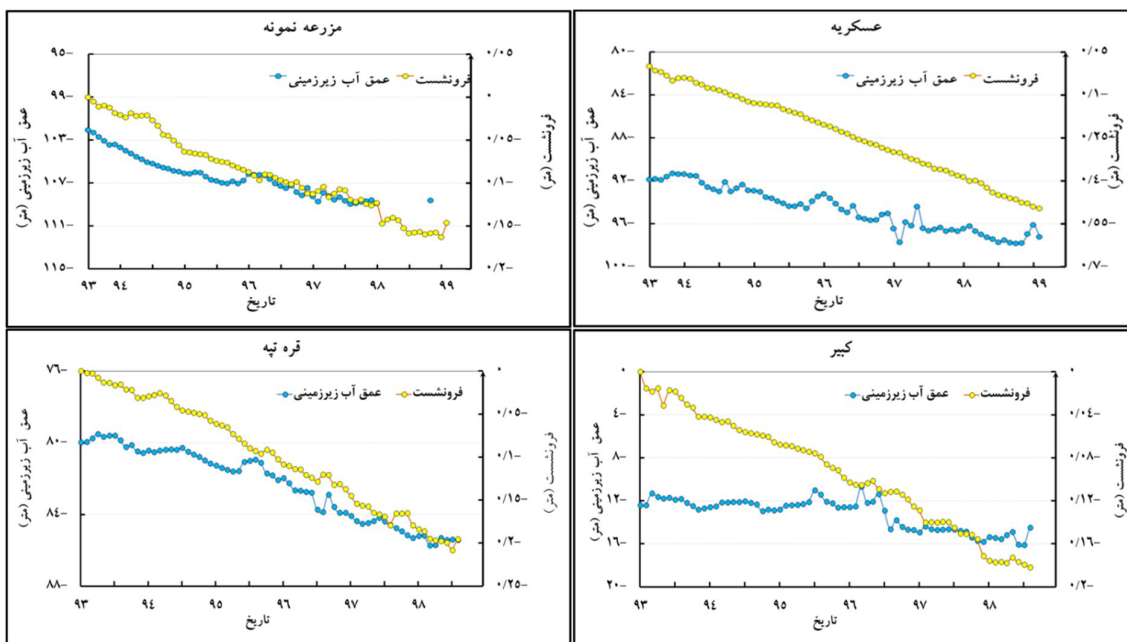 عسکریه
فرونشست
عمق آب زیرزمینی
۸۰-
۸۴-
۸۸-
۹۲-
۹۶-
۱۰۰-
عمق آب زیرزمینی (متر)
۰/۰۵
۰/۱-
۰/۲۵-
۰/۴-
۰/۵۵-
۰/۷-
فرونشست (متر)
۹۳ ۹۴ ۹۵ ۹۶ ۹۷ ۹۸ ۹۹
تاریخ
مزرعه نمونه
فرونشست
عمق آب زیرزمینی
۹۵-
۹۹-
۱۰۳-
۱۰۷-
۱۱۱-
۱۱۵-
عمق آب زیرزمینی (متر)
۰/۰۵
۰
۰/۰۵-
۰/۱-
۰/۱۵-
۰/۲-
فرونشست (متر)
۹۳ ۹۴ ۹۵ ۹۶ ۹۷ ۹۸ ۹۹
تاریخ
کبیر
فرونشست
عمق آب زیرزمینی
۰
۴-
۸-
۱۲-
۱۶-
۲۰-
عمق آب زیرزمینی (متر)
۰
۰/۰۴-
۰/۰۸-
۰/۱۲-
۰/۱۶-
۰/۲-
فرونشست (متر)
۹۳ ۹۴ ۹۵ ۹۶ ۹۷ ۹۸
تاریخ
قره تپه
فرونشست
عمق آب زیرزمینی
۷۶-
۸۰-
۸۴-
۸۸-
عمق آب زیرزمینی (متر)
۰
۰/۰۵-
۰/۱-
۰/۱۵-
۰/۲-
۰/۲۵-
فرونشست (متر)
۹۳ ۹۴ ۹۵ ۹۶ ۹۷ ۹۸
تاریخ